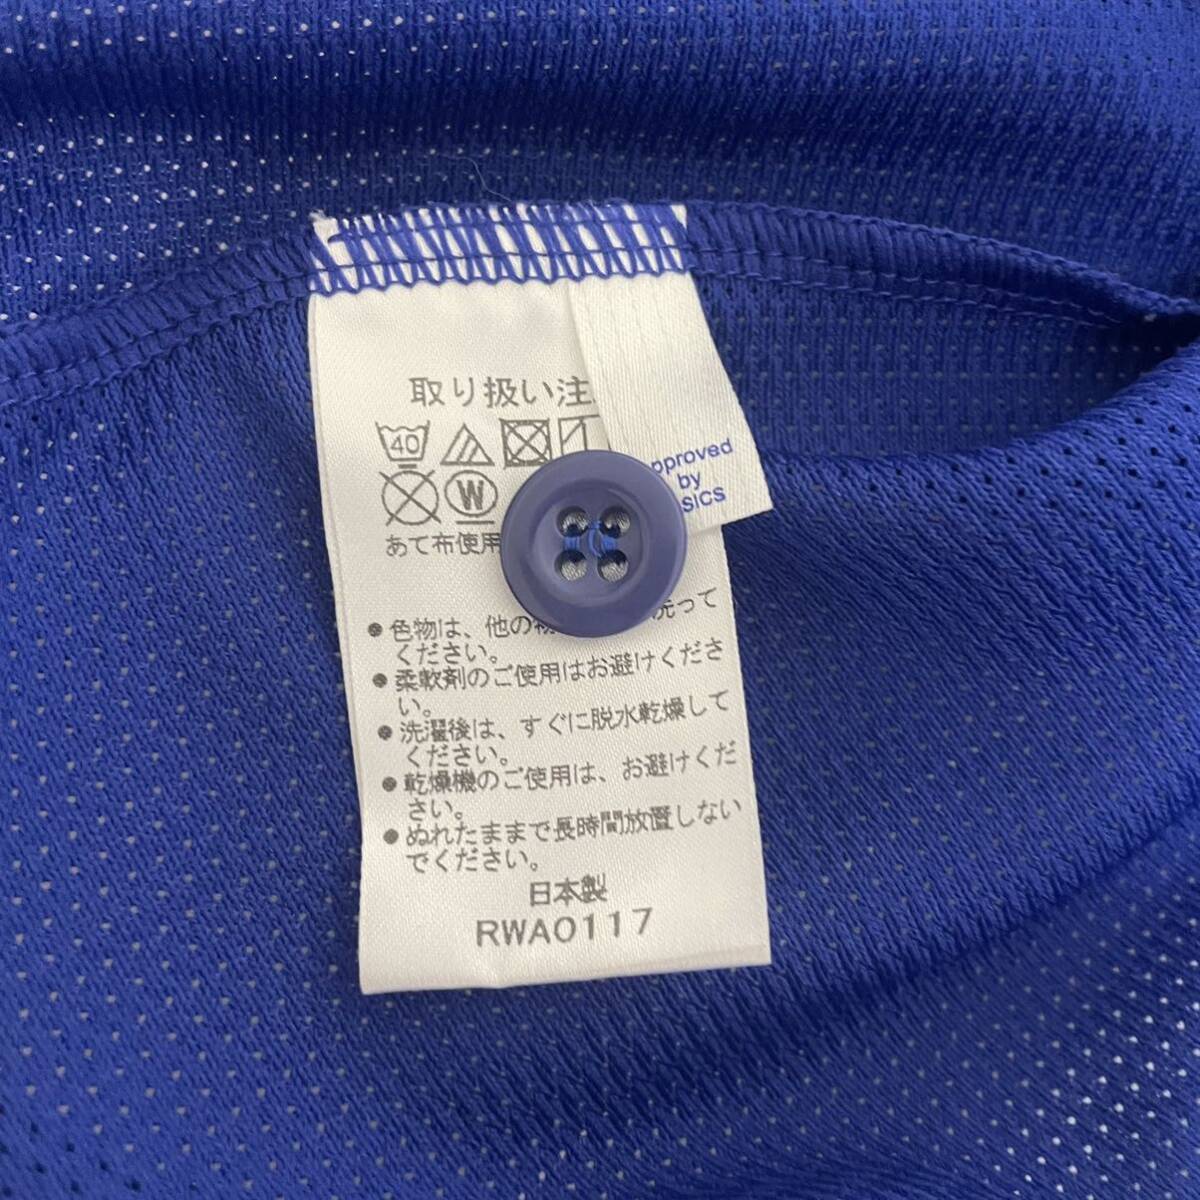 取り扱い注
40
W
あて布使用
pproved
by
sics
●色物は、他の物 洗って
ください。
●柔軟剤のご使用はお避けくださ
い。
●洗濯後は、すぐに脱水乾燥して
ください。
●乾燥機のご使用は、お避けくだ
さい。
●ぬれたままで長時間放置しない
でください。
日本製
RWA0117